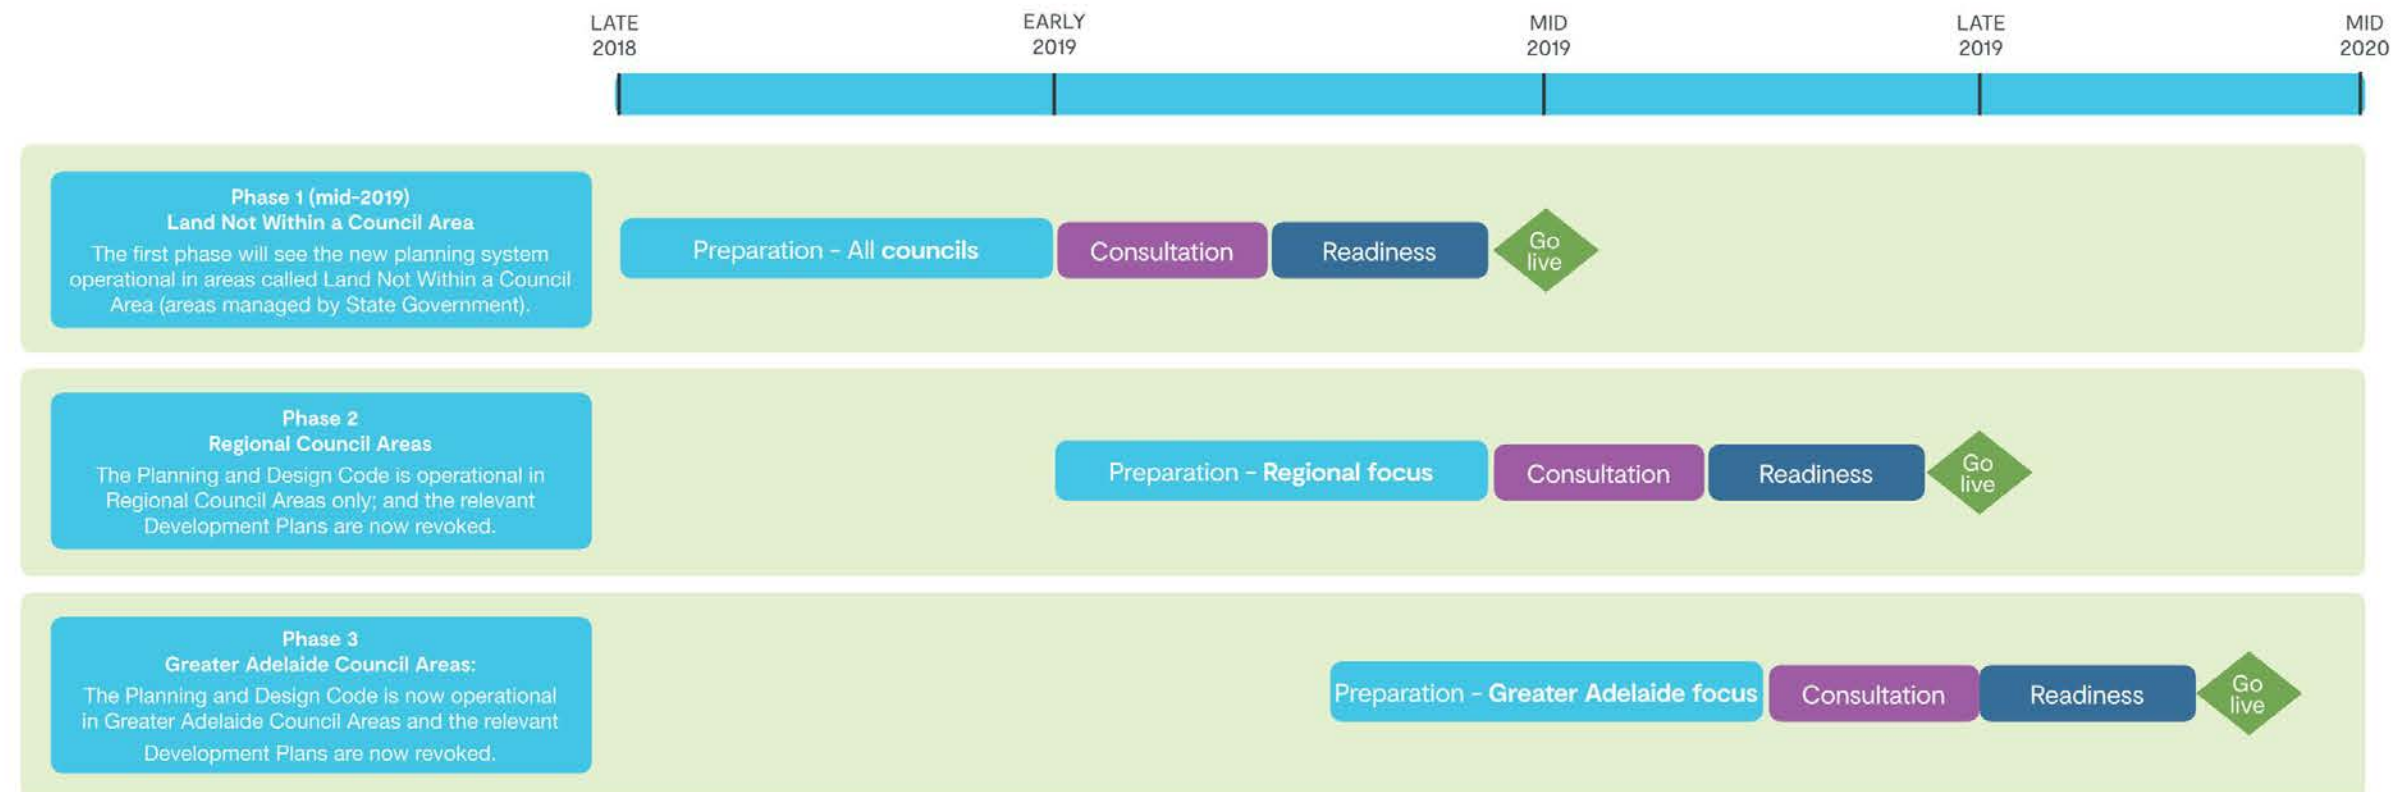 LATE
2018
EARLY
2019
MID
2019
LATE
2019
MID
2020
Phase 1 (mid-2019)
Land Not Within a Council Area
The first phase will see the new planning system
operational in areas called Land Not Within a Council
Area (areas managed by State Government).
Preparation - All councils
Consultation
Readiness
Go
live
Phase 2
Regional Council Areas
The Planning and Design Code is operational in
Regional Council Areas only; and the relevant
Development Plans are now revoked.
Preparation - Regional focus
Consultation
Readiness
Go
live
Phase 3
Greater Adelaide Council Areas:
The Planning and Design Code is now operational
in Greater Adelaide Council Areas and the relevant
Development Plans are now revoked.
Preparation - Greater Adelaide focus
Consultation
Readiness
Go
live